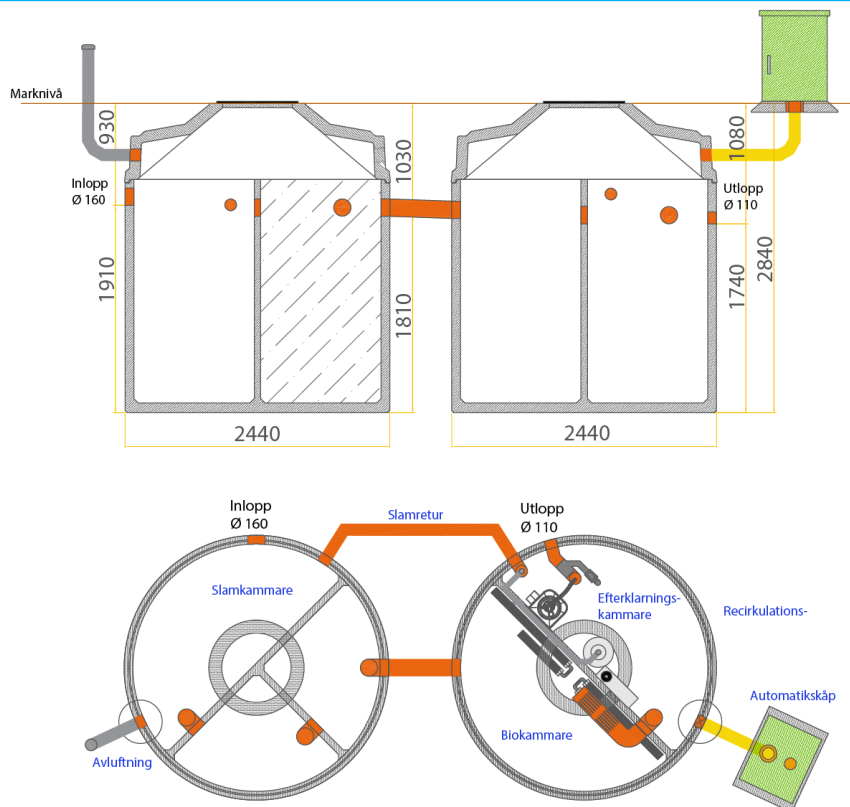 Marknivå
930
1030
1080
Inlopp
Ø 160
Utlopp
Ø 110
1910
1810
1740
2840
2440
2440
Inlopp
Ø 160
Slamretur
Utlopp
Ø 110
Slamkammare
Efterklarnings-
kammare
Recirkulations-
Automatikskåp
Biokammare
Avluftning